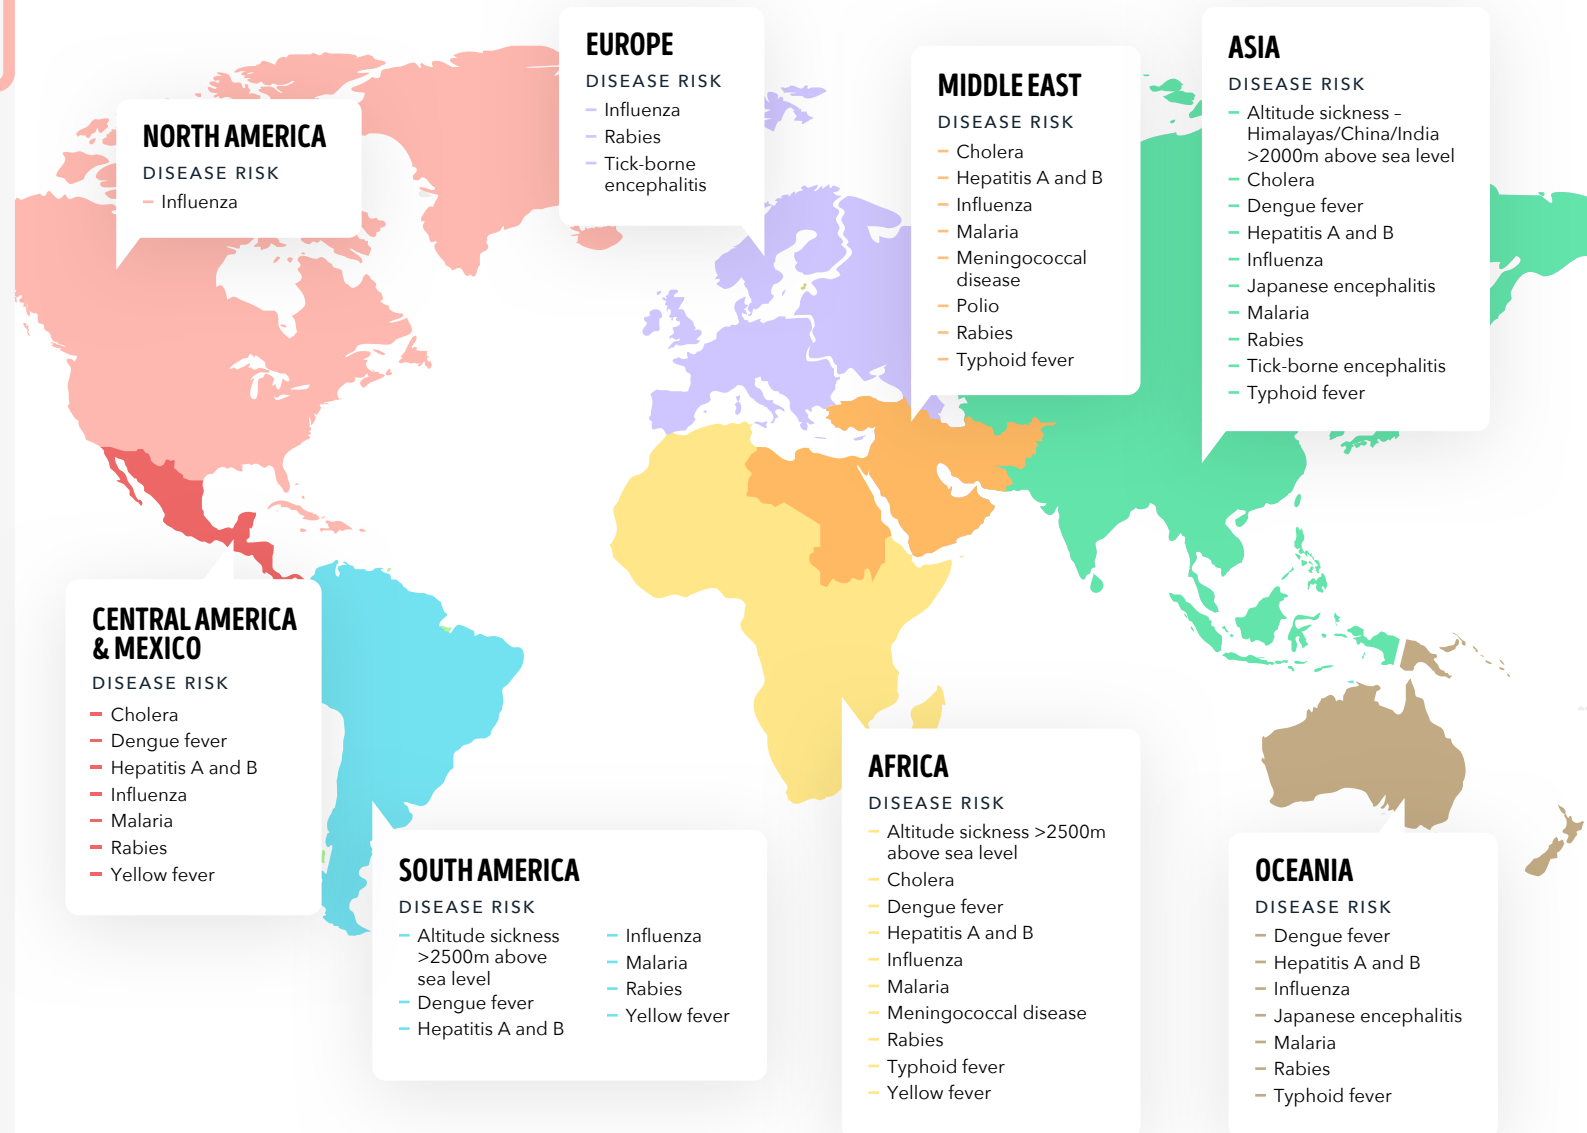 NORTH AMERICA
DISEASE RISK
– Influenza
EUROPE
DISEASE RISK
– Influenza
– Rabies
– Tick-borne
encephalitis
MIDDLE EAST
DISEASE RISK
– Cholera
– Hepatitis A and B
– Influenza
– Malaria
– Meningococcal
disease
– Polio
– Rabies
– Typhoid fever
ASIA
DISEASE RISK
– Altitude sickness –
Himalayas/China/India
>2000m above sea level
– Cholera
– Dengue fever
– Hepatitis A and B
– Influenza
– Japanese encephalitis
– Malaria
– Rabies
– Tick-borne encephalitis
– Typhoid fever
CENTRAL AMERICA
& MEXICO
DISEASE RISK
– Cholera
– Dengue fever
– Hepatitis A and B
– Influenza
– Malaria
– Rabies
– Yellow fever
SOUTH AMERICA
DISEASE RISK
– Altitude sickness
>2500m above
sea level
– Dengue fever
– Hepatitis A and B
– Influenza
– Malaria
– Rabies
– Yellow fever
AFRICA
DISEASE RISK
– Altitude sickness >2500m
above sea level
– Cholera
– Dengue fever
– Hepatitis A and B
– Influenza
– Malaria
– Meningococcal disease
– Rabies
– Typhoid fever
– Yellow fever
OCEANIA
DISEASE RISK
– Dengue fever
– Hepatitis A and B
– Influenza
– Japanese encephalitis
– Malaria
– Rabies
– Typhoid fever